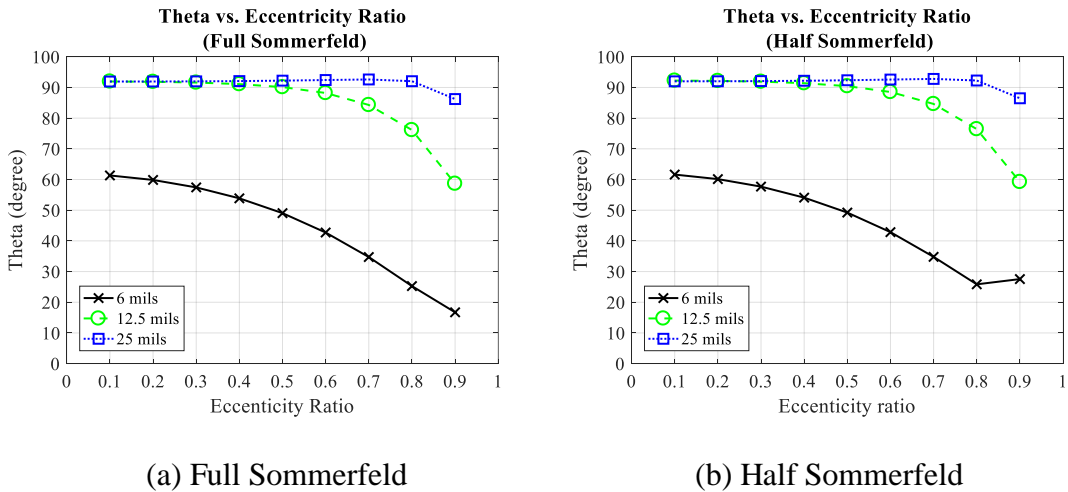 Theta vs. Eccentricity Ratio
(Full Sommerfeld)
100
90
80
70
60
50
40
30
20
10
0
Theta (degree)
6 mils
12.5 mils
25 mils
0 0.1 0.2 0.3 0.4 0.5 0.6 0.7 0.8 0.9 1
Eccenticity Ratio
(a) Full Sommerfeld
Theta vs. Eccentricity Ratio
(Half Sommerfeld)
100
90
80
70
60
50
40
30
20
10
0
Theta (degree)
6 mils
12.5 mils
25 mils
0 0.1 0.2 0.3 0.4 0.5 0.6 0.7 0.8 0.9 1
Eccenticity ratio
(b) Half Sommerfeld